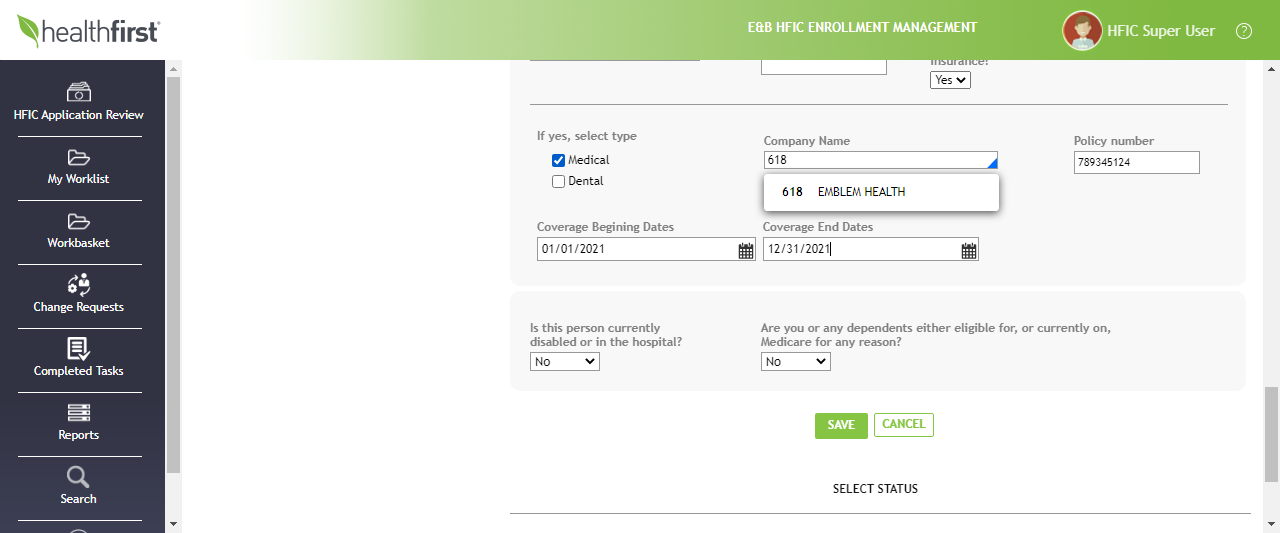 healthfirst
E&B HFIC ENROLLMENT MANAGEMENT
HFIC Super User
?
HFIC Application Review
My Worklist
Workbasket
Change Requests
Completed Tasks
Reports
Search
insurance?
Yes
If yes, select type
Medical
Dental
Company Name
618
618 EMBLEM HEALTH
Policy number
789345124
Coverage Begining Dates
01/01/2021
Coverage End Dates
12/31/2021
Is this person currently
disabled or in the hospital?
No
Are you or any dependents either eligible for, or currently on,
Medicare for any reason?
No
SAVE
CANCEL
SELECT STATUS